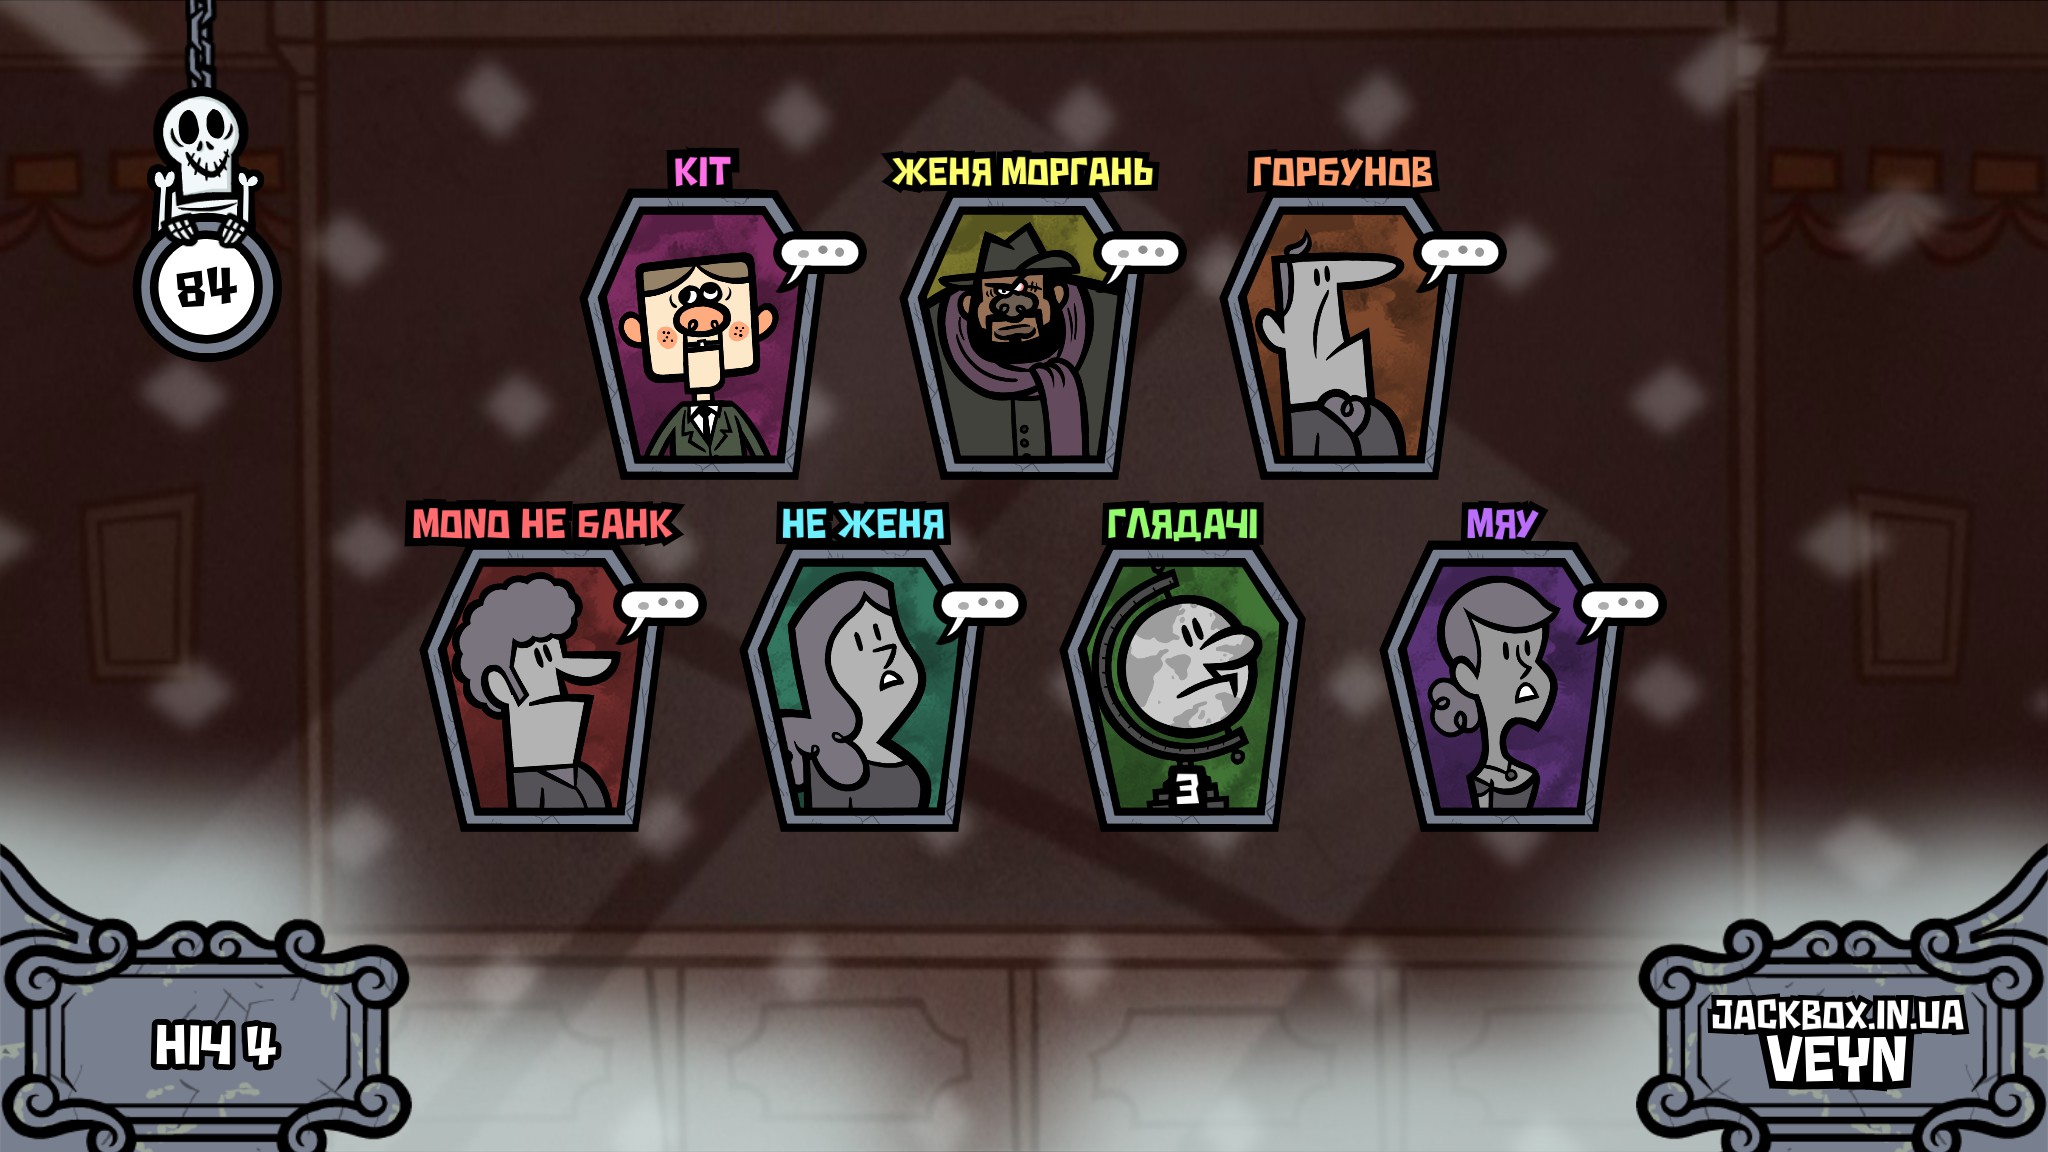 84
КІТ
ЖЕНЯ МОРГАНЬ
ГОРБУНОВ
MONO НЕ БАНК
НЕ ЖЕНЯ
ГЛЯДАЧІ
МЯУ
3
НІЧ 4
JACKBOX.IN.UA
VEYN